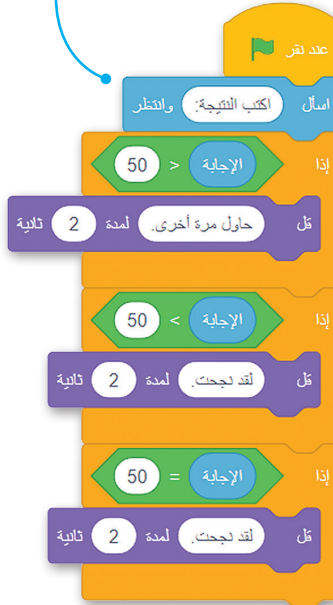 عند نقر
اسأل اكتب النتيجة: وانتظر
إذا الإجابة < 50
قل حاول مرة أخرى. لمدة 2 ثانية
إذا الإجابة > 50
قل لقد نجحت. لمدة 2 ثانية
إذا الإجابة = 50
قل لقد نجحت. لمدة 2 ثانية